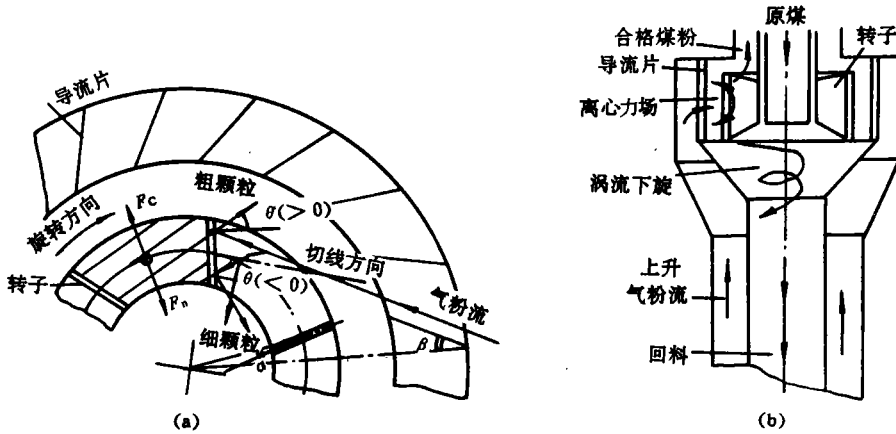 导流片
粗颗粒
F_C
θ(>0)
旋转方向
切线方向
转子
θ(<0)
F_n
气粉流
细颗粒
α
β
(a)
原煤
合格煤粉
转子
导流片
离心力场
涡流下旋
上升
气粉流
回料
(b)